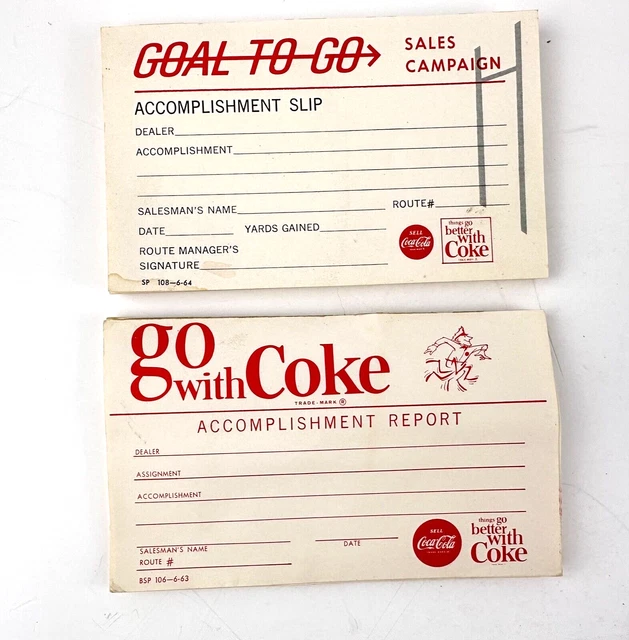 GOAL TO GO
SALES
CAMPAIGN
ACCOMPLISHMENT SLIP
DEALER
ACCOMPLISHMENT
SALESMAN'S NAME
ROUTE#
DATE
YARDS GAINED
ROUTE MANAGER'S
SIGNATURE
SELL
Coca-Cola
things go
better
with
Coke
SP 108-6-64
go
with Coke
TRADE-MARK ®
ACCOMPLISHMENT REPORT
DEALER
ASSIGNMENT
ACCOMPLISHMENT
SALESMAN'S NAME
DATE
ROUTE #
BSP 106-6-63
SELL
Coca-Cola
things go
better
with
Coke